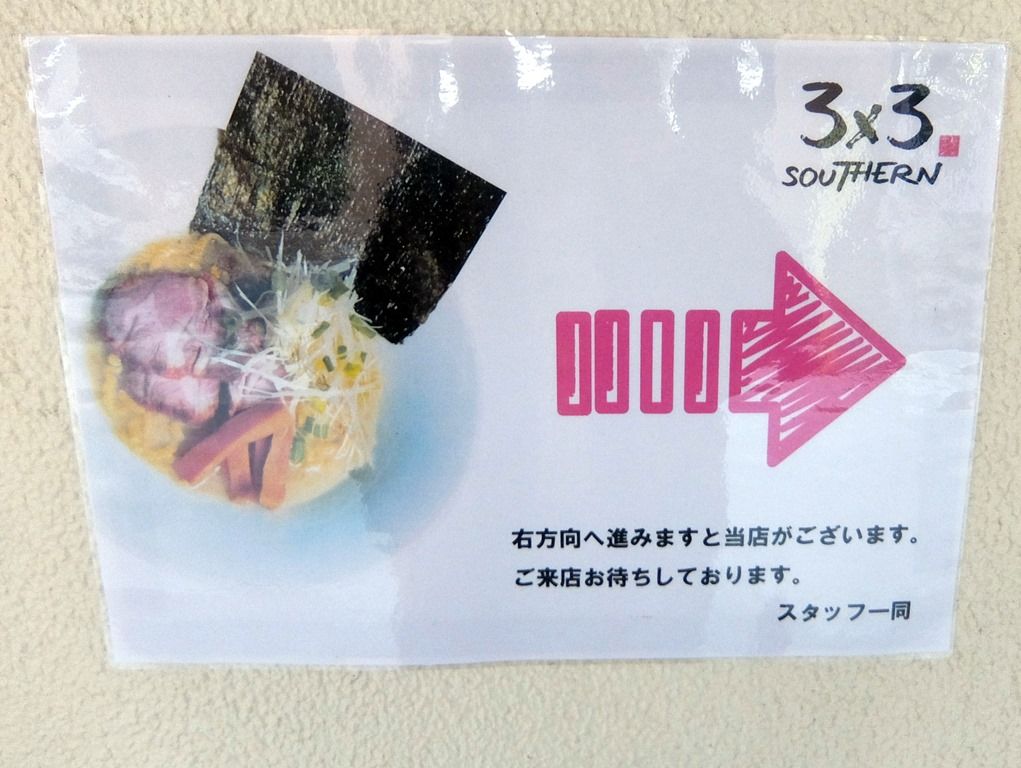 3x3
SOUTHERN
右方向へ進みますと当店がございます。
ご来店お待ちしております。
スタッフ一同